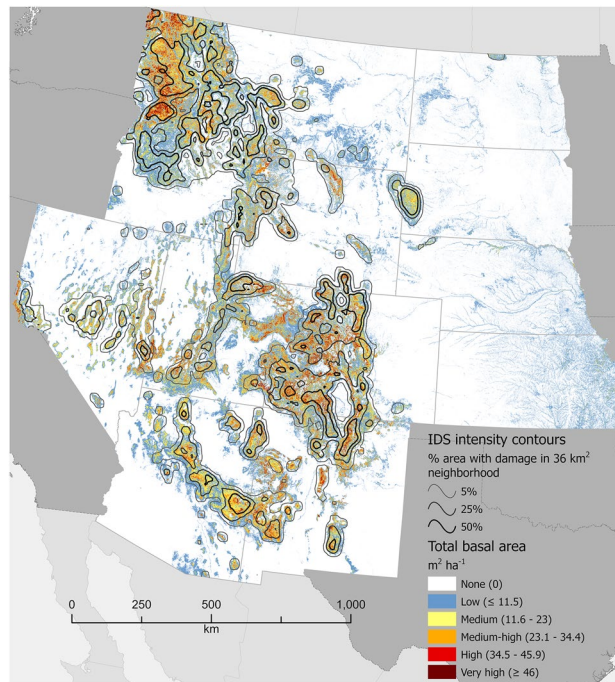 IDS intensity contours
% area with damage in 36 km²
neighborhood
5%
25%
50%
Total basal area
m² ha⁻¹
None (0)
Low (≤ 11.5)
Medium (11.6 - 23)
Medium-high (23.1 - 34.4)
High (34.5 - 45.9)
Very high (≥ 46)
0 250 500 1,000
km